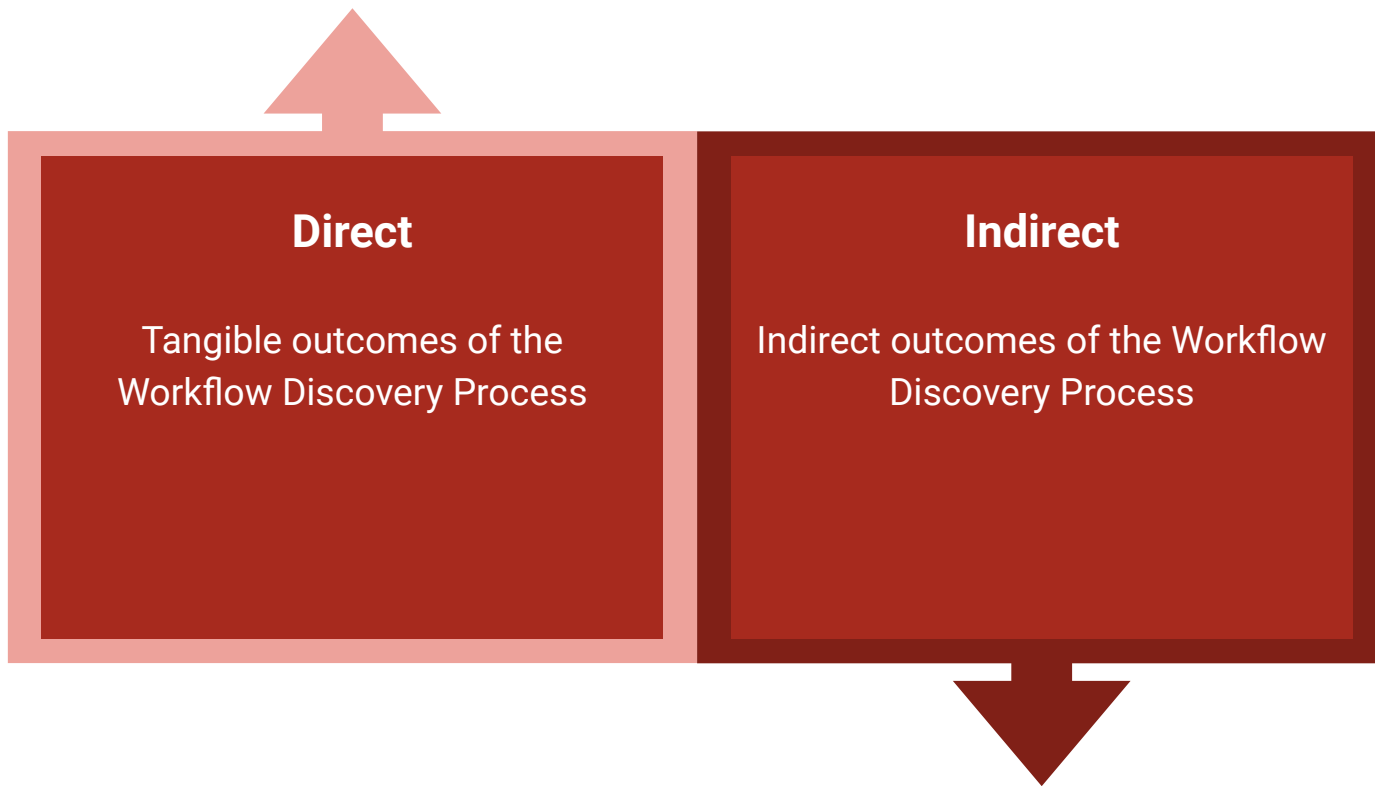 Direct
Tangible outcomes of the
Workflow Discovery Process
Indirect
Indirect outcomes of the Workflow
Discovery Process